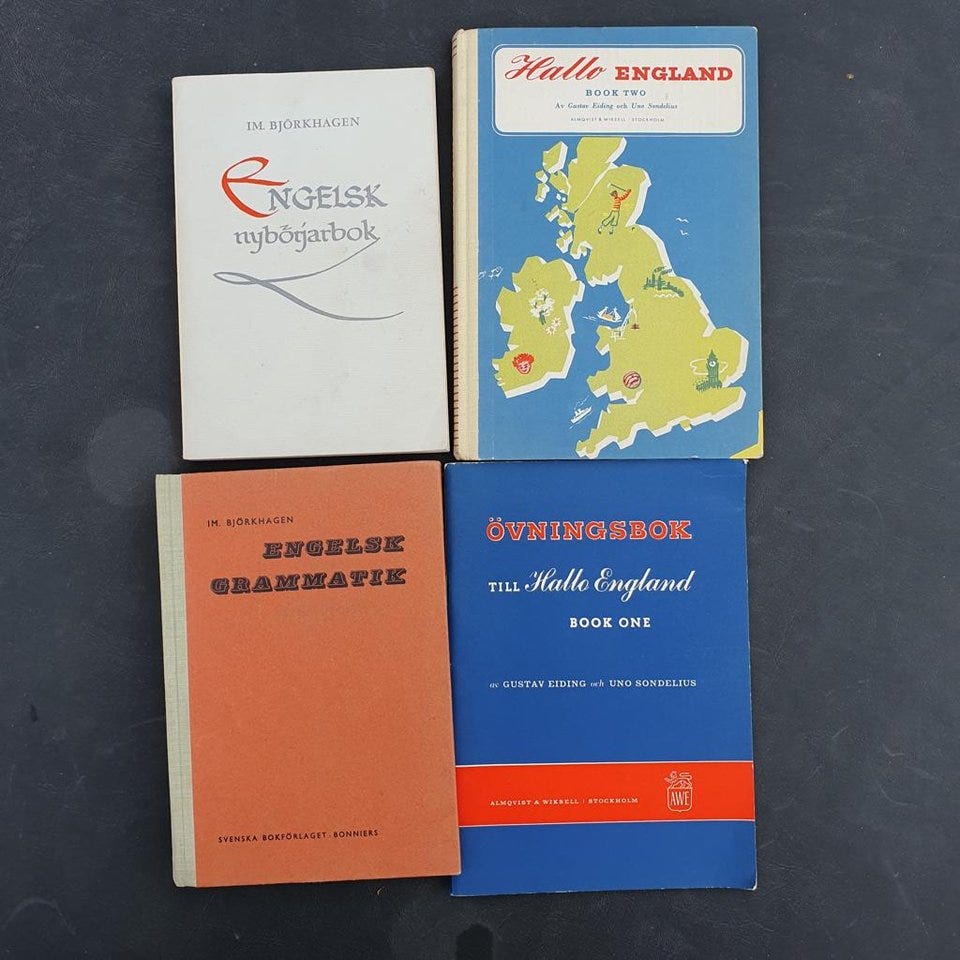 IM. BJÖRKHAGEN
ENGELSK
nybörjarbok
Hallo ENGLAND
BOOK TWO
Av Gustav Eiding och Uno Sondelius
ALMQVIST & WIKSELL / STOCKHOLM
IM. BJÖRKHAGEN
ENGELSK
GRAMMATIK
SVENSKA BOKFÖRLAGET · BONNIERS
ÖVNINGSBOK
TILL Hallo England
BOOK ONE
av GUSTAV EIDING och UNO SONDELIUS
ALMQVIST & WIKSELL / STOCKHOLM
AWE